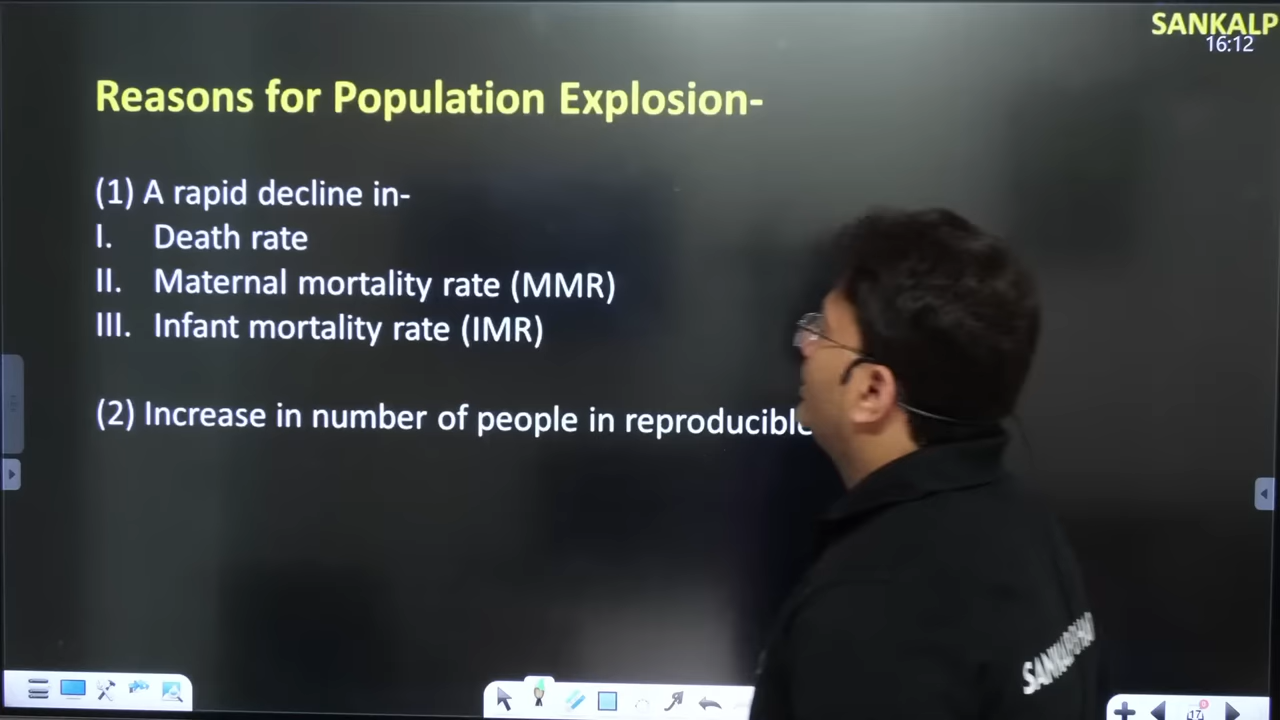 SANKALP
16:12
Reasons for Population Explosion-
(1) A rapid decline in-
I. Death rate
II. Maternal mortality rate (MMR)
III. Infant mortality rate (IMR)
(2) Increase in number of people in reproducible